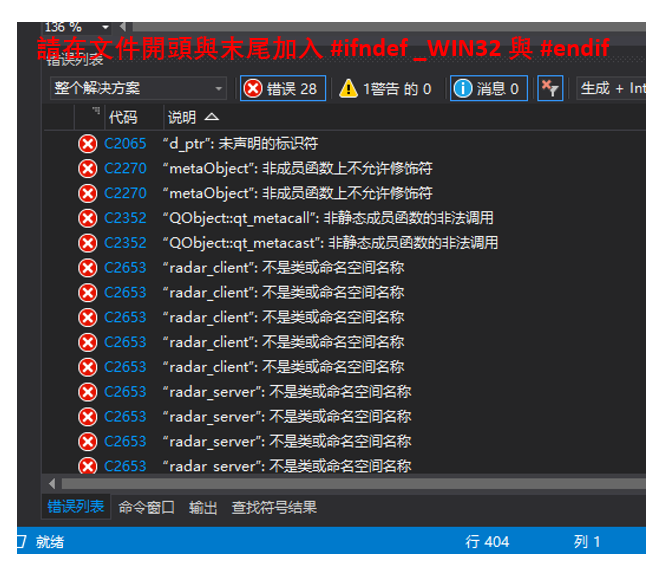 136 %
請在文件開頭與末尾加入 #ifndef _WIN32 與 #endif
错误列表
整个解决方案 错误 28 1警告 的 0 消息 0 生成 + Int
代码 说明
C2065 “d_ptr”: 未声明的标识符
C2270 “metaObject”: 非成员函数上不允许修饰符
C2270 “metaObject”: 非成员函数上不允许修饰符
C2352 “QObject::qt_metacall”: 非静态成员函数的非法调用
C2352 “QObject::qt_metacast”: 非静态成员函数的非法调用
C2653 “radar_client”: 不是类或命名空间名称
C2653 “radar_client”: 不是类或命名空间名称
C2653 “radar_client”: 不是类或命名空间名称
C2653 “radar_client”: 不是类或命名空间名称
C2653 “radar_client”: 不是类或命名空间名称
C2653 “radar_server”: 不是类或命名空间名称
C2653 “radar_server”: 不是类或命名空间名称
C2653 “radar_server”: 不是类或命名空间名称
C2653 “radar_server”: 不是类或命名空间名称
错误列表 命令窗口 输出 查找符号结果
就绪 行 404 列 1